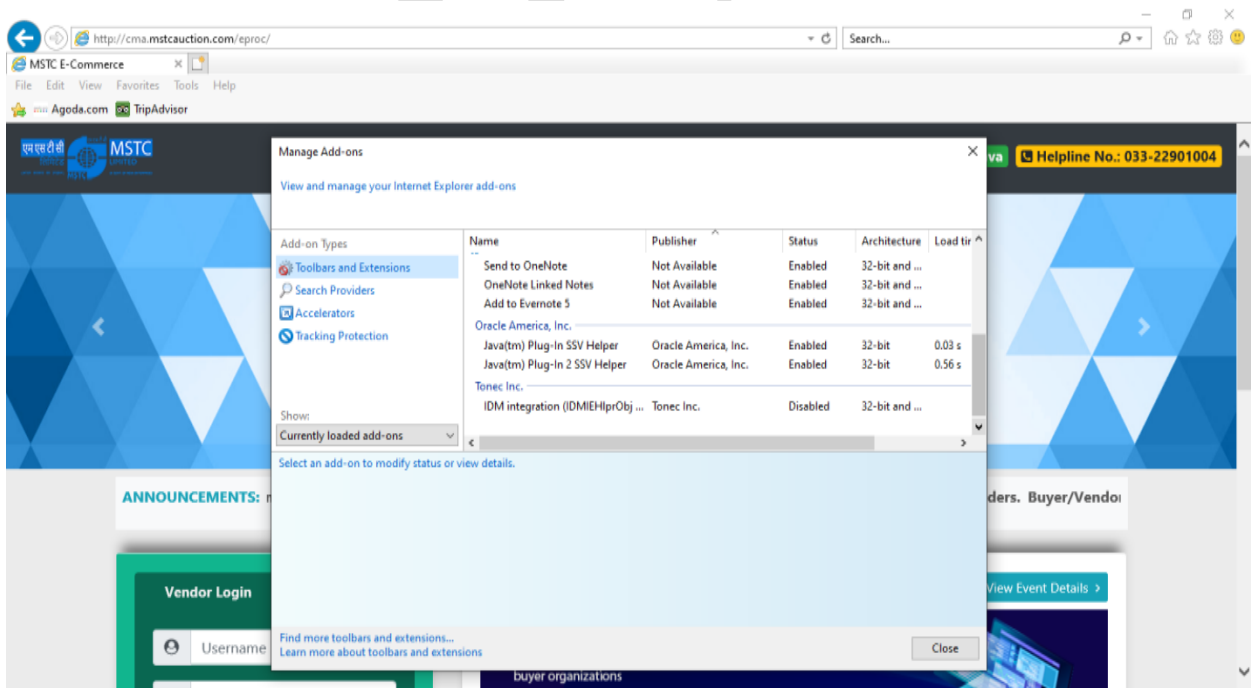 http://cma.mstcauction.com/eproc/
Search...
MSTC E-Commerce
File Edit View Favorites Tools Help
Agoda.com TripAdvisor
एम एस टी सी MSTC
LIMITED
va Helpline No.: 033-22901004
Manage Add-ons
View and manage your Internet Explorer add-ons
Add-on Types
Toolbars and Extensions
Search Providers
Accelerators
Tracking Protection
Show:
Currently loaded add-ons
Name Publisher Status Architecture Load tir
Send to OneNote Not Available Enabled 32-bit and ...
OneNote Linked Notes Not Available Enabled 32-bit and ...
Add to Evernote 5 Not Available Enabled 32-bit and ...
Oracle America, Inc.
Java(tm) Plug-In SSV Helper Oracle America, Inc. Enabled 32-bit 0.03 s
Java(tm) Plug-In 2 SSV Helper Oracle America, Inc. Enabled 32-bit 0.56 s
Tonec Inc.
IDM integration (IDMIEHlprObj ... Tonec Inc. Disabled 32-bit and ...
Select an add-on to modify status or view details.
Find more toolbars and extensions...
Learn more about toolbars and extensions
Close
ANNOUNCEMENTS:
ders. Buyer/Vendor
Vendor Login
Username
View Event Details >
buyer organizations